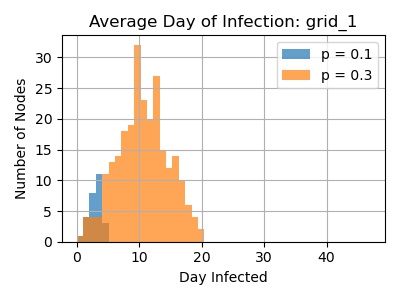 Average Day of Infection: grid_1
p = 0.1
p = 0.3
Number of Nodes
30
25
20
15
10
5
0
0 10 20 30 40
Day Infected